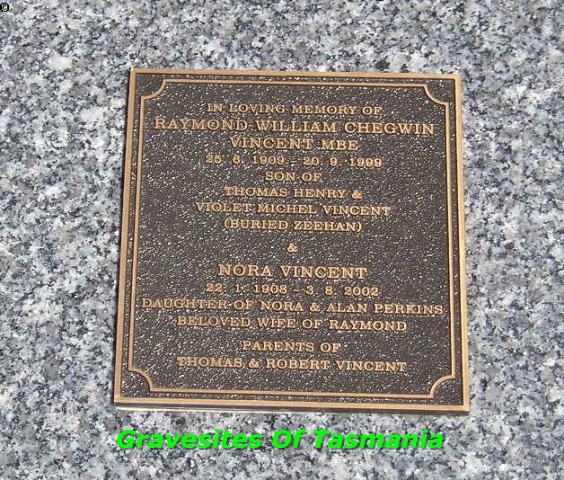 IN LOVING MEMORY OF
RAYMOND WILLIAM CHEGWIN
VINCENT MBE
25. 6. 1909 - 20. 9. 1999
SON OF
THOMAS HENRY &
VIOLET MICHEL VINCENT
(BURIED ZEEHAN)
&
NORA VINCENT
22. 1. 1908 - 3. 8. 2002
DAUGHTER OF NORA & ALAN PERKINS
BELOVED WIFE OF RAYMOND
PARENTS OF
THOMAS & ROBERT VINCENT
Gravesites Of Tasmania